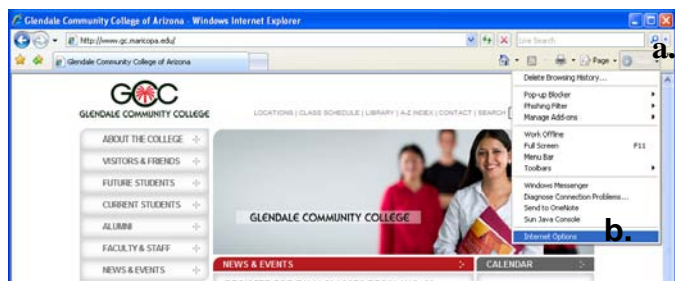 Glendale Community College of Arizona - Windows Internet Explorer
http://www.gc.maricopa.edu/
Live Search
a.
Glendale Community College of Arizona
Page
Delete Browsing History...
Pop-up Blocker
Phishing Filter
Manage Add-ons
Work Offline
Full Screen F11
Menu Bar
Toolbars
Windows Messenger
Diagnose Connection Problems...
Send to OneNote
Sun Java Console
Internet Options
b.
GCC
GLENDALE COMMUNITY COLLEGE
LOCATIONS | CLASS SCHEDULE | LIBRARY | A-Z INDEX | CONTACT | SEARCH
ABOUT THE COLLEGE
VISITORS & FRIENDS
FUTURE STUDENTS
CURRENT STUDENTS
ALUMNI
FACULTY & STAFF
NEWS & EVENTS
GLENDALE COMMUNITY COLLEGE
NEWS & EVENTS
CALENDAR